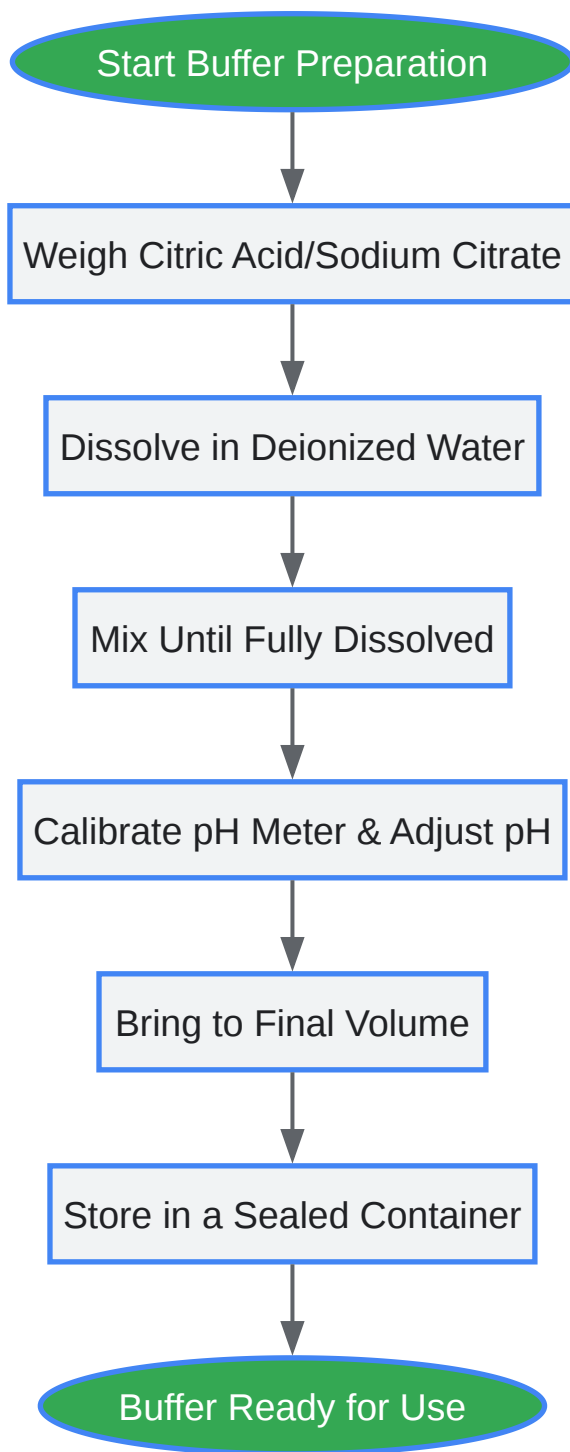 Start Buffer Preparation
Weigh Citric Acid/Sodium Citrate
Dissolve in Deionized Water
Mix Until Fully Dissolved
Calibrate pH Meter & Adjust pH
Bring to Final Volume
Store in a Sealed Container
Buffer Ready for Use